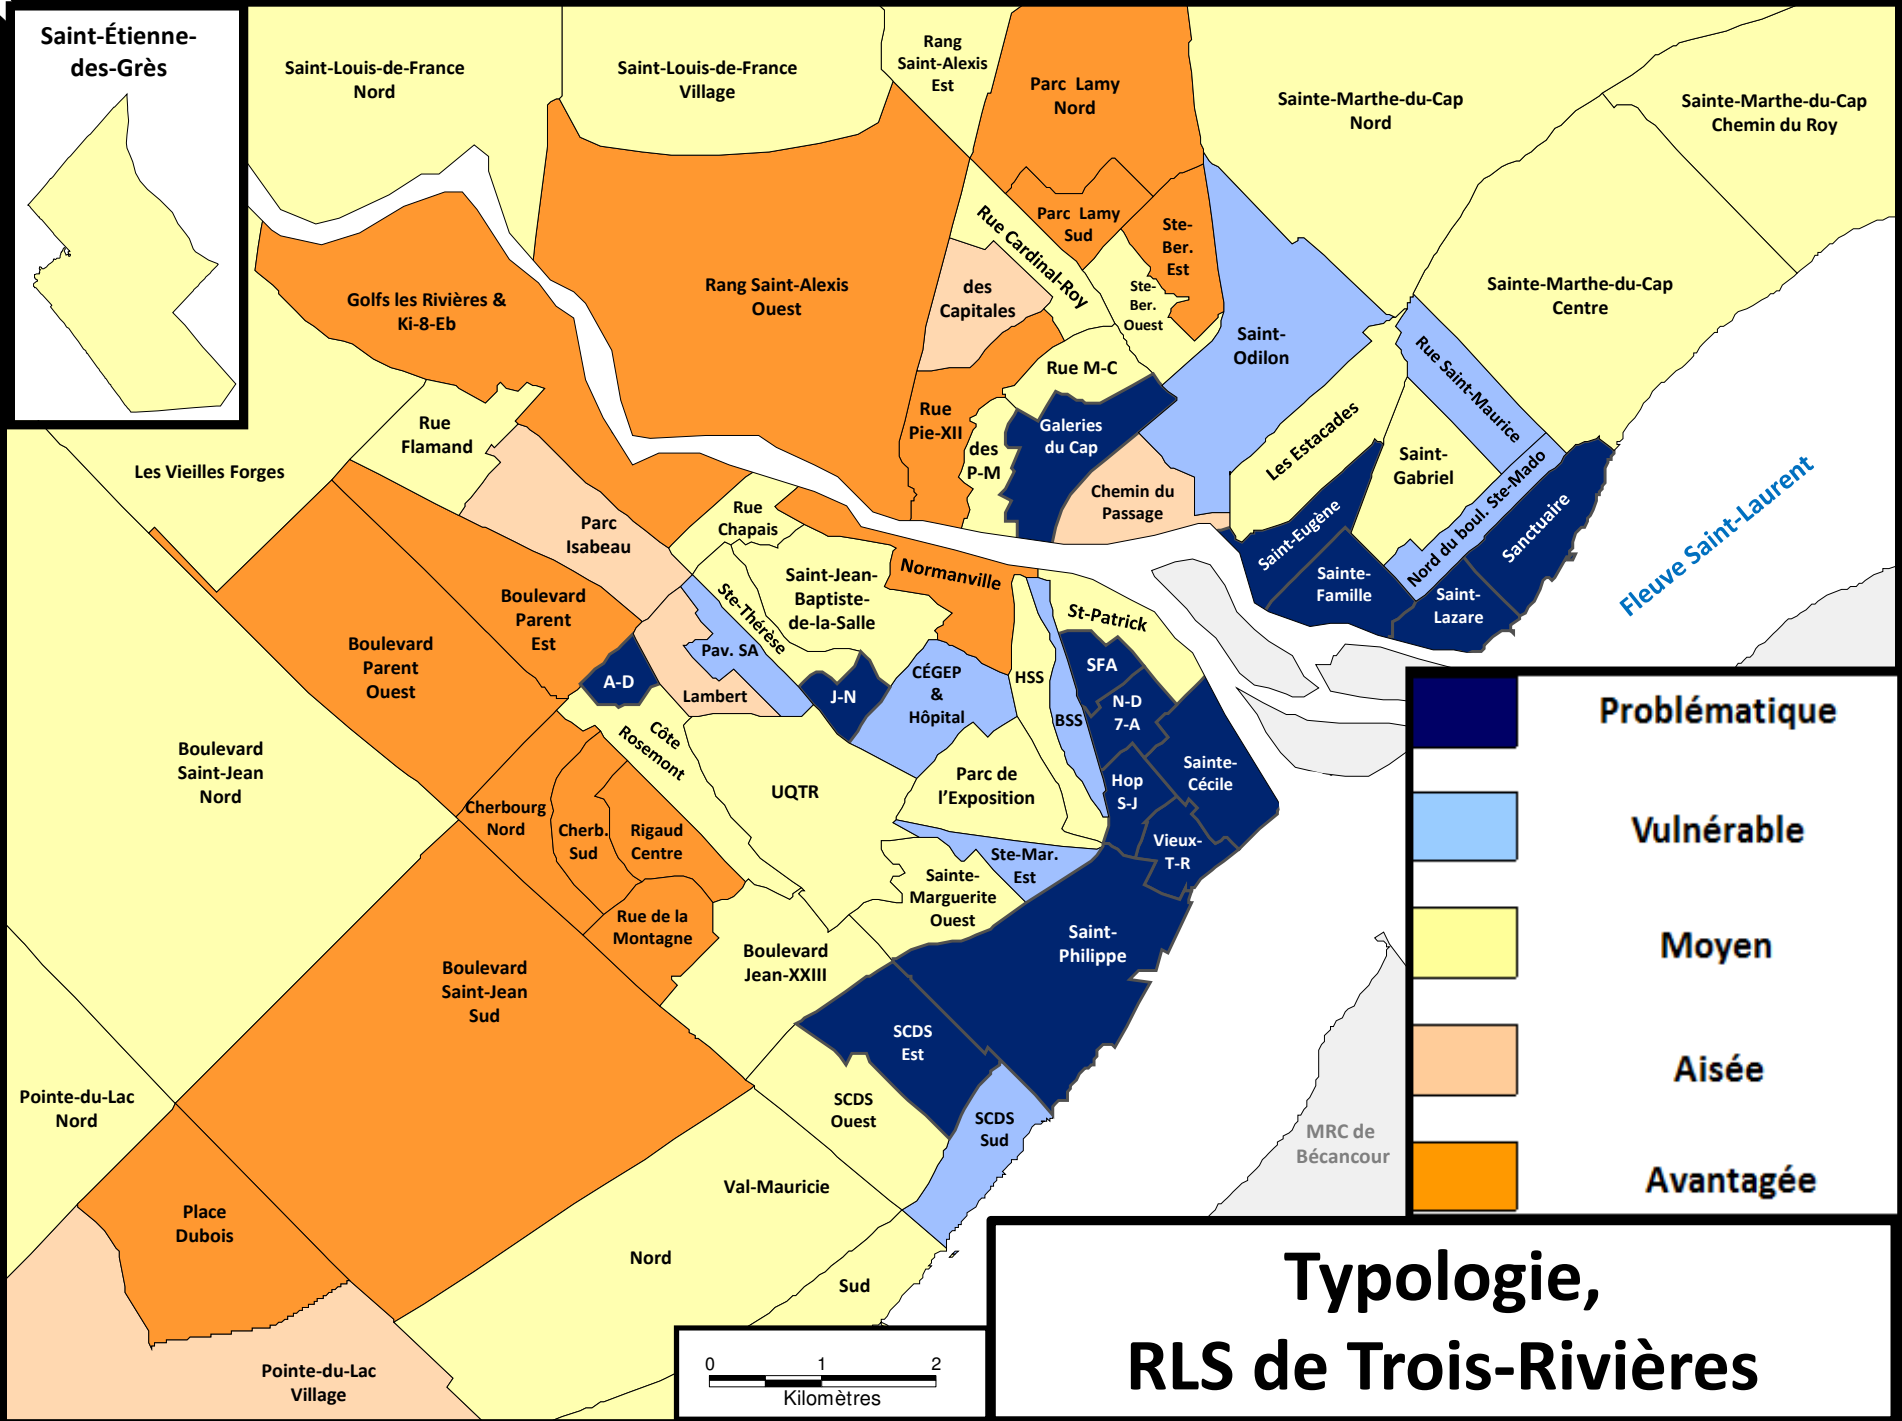 Saint-Étienne-
des-Grès
Saint-Louis-de-France
Nord
Saint-Louis-de-France
Village
Rang
Saint-Alexis
Est
Parc Lamy
Nord
Sainte-Marthe-du-Cap
Nord
Sainte-Marthe-du-Cap
Chemin du Roy
Golfs les Rivières &
Ki-8-Eb
Rang Saint-Alexis
Ouest
Rue Cardinal-Roy
Parc Lamy
Sud
Ste-
Ber.
Est
des
Capitales
Ste-
Ber.
Ouest
Saint-
Odilon
Sainte-Marthe-du-Cap
Centre
Rue M-C
Rue Saint-Maurice
Rue
Flamand
Rue
Pie-XII
des
P-M
Galeries
du Cap
Les Estacades
Saint-
Gabriel
Les Vieilles Forges
Chemin du
Passage
Nord du boul. Ste-Mado
Sanctuaire
Fleuve Saint-Laurent
Parc
Isabeau
Rue
Chapais
Saint-Eugène
Sainte-
Famille
Saint-
Lazare
Normanville
Saint-Jean-
Baptiste-
de-la-Salle
Ste-Thérèse
St-Patrick
Boulevard
Parent
Est
Boulevard
Parent
Ouest
Pav. SA
A-D
Lambert
J-N
CÉGEP
&
Hôpital
HSS
BSS
SFA
N-D
7-A
Côte
Rosemont
Boulevard
Saint-Jean
Nord
UQTR
Parc de
l'Exposition
Hop
S-J
Sainte-
Cécile
Cherbourg
Nord
Cherb.
Sud
Rigaud
Centre
Vieux-
T-R
Ste-Mar.
Est
Sainte-
Marguerite
Ouest
Rue de la
Montagne
Boulevard
Jean-XXIII
Saint-
Philippe
Boulevard
Saint-Jean
Sud
SCDS
Est
Pointe-du-Lac
Nord
SCDS
Ouest
SCDS
Sud
Val-Mauricie
Place
Dubois
Nord
Sud
Pointe-du-Lac
Village
MRC de
Bécancour
Problématique
Vulnérable
Moyen
Aisée
Avantagée
0 1 2
Kilomètres
Typologie,
RLS de Trois-Rivières